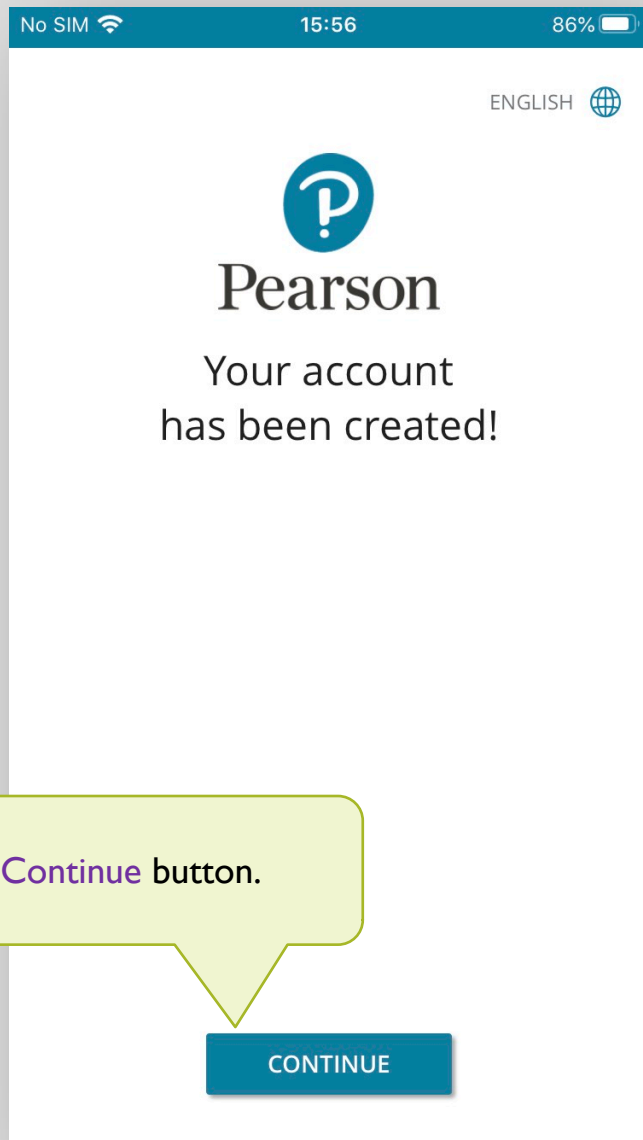 No SIM 15:56 86%
ENGLISH
Pearson
Your account
has been created!
Continue button.
CONTINUE